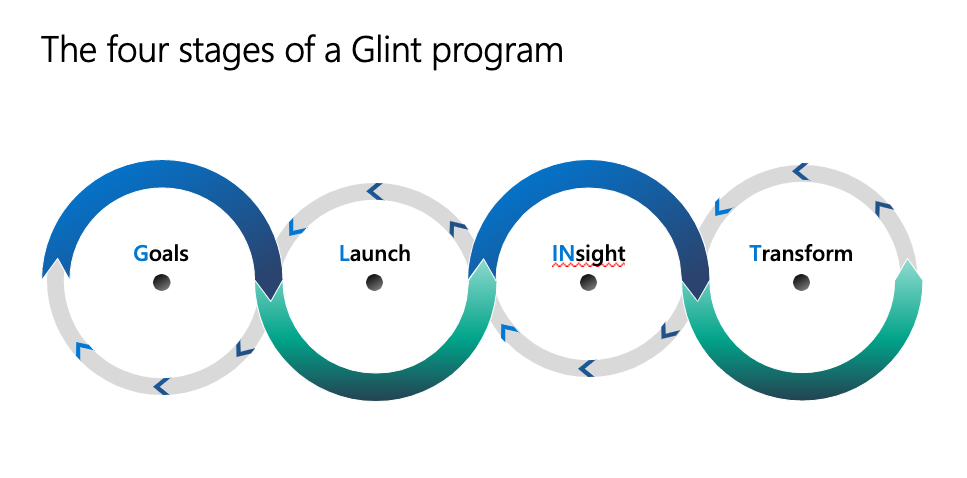 The four stages of a Glint program
Goals
Launch
INsight
Transform